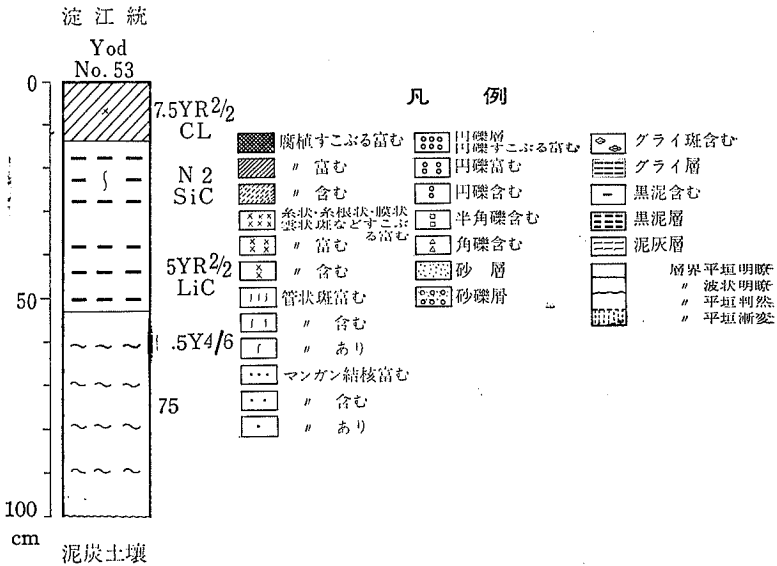 淀江統
Yod
No. 53
0
50
100
cm
7.5YR2/2
CL
N 2
SiC
5YR2/2
LiC
.5Y4/6
75
泥炭土壌
凡 例
腐植すこぶる富む
〃 富む
〃 含む
糸状・糸根状・膜状
雲状斑などすこぶ
る富む
〃 富む
〃 含む
管状斑富む
〃 含む
〃 あり
マンガン結核富む
〃 含む
〃 あり
円礫層
円礫すこぶる富む
円礫富む
円礫含む
半角礫含む
角礫含む
砂 層
砂礫層
グライ斑含む
グライ層
黒泥含む
黒泥層
泥灰層
層界平坦明瞭
〃 波状明瞭
〃 平坦判然
〃 平坦漸変